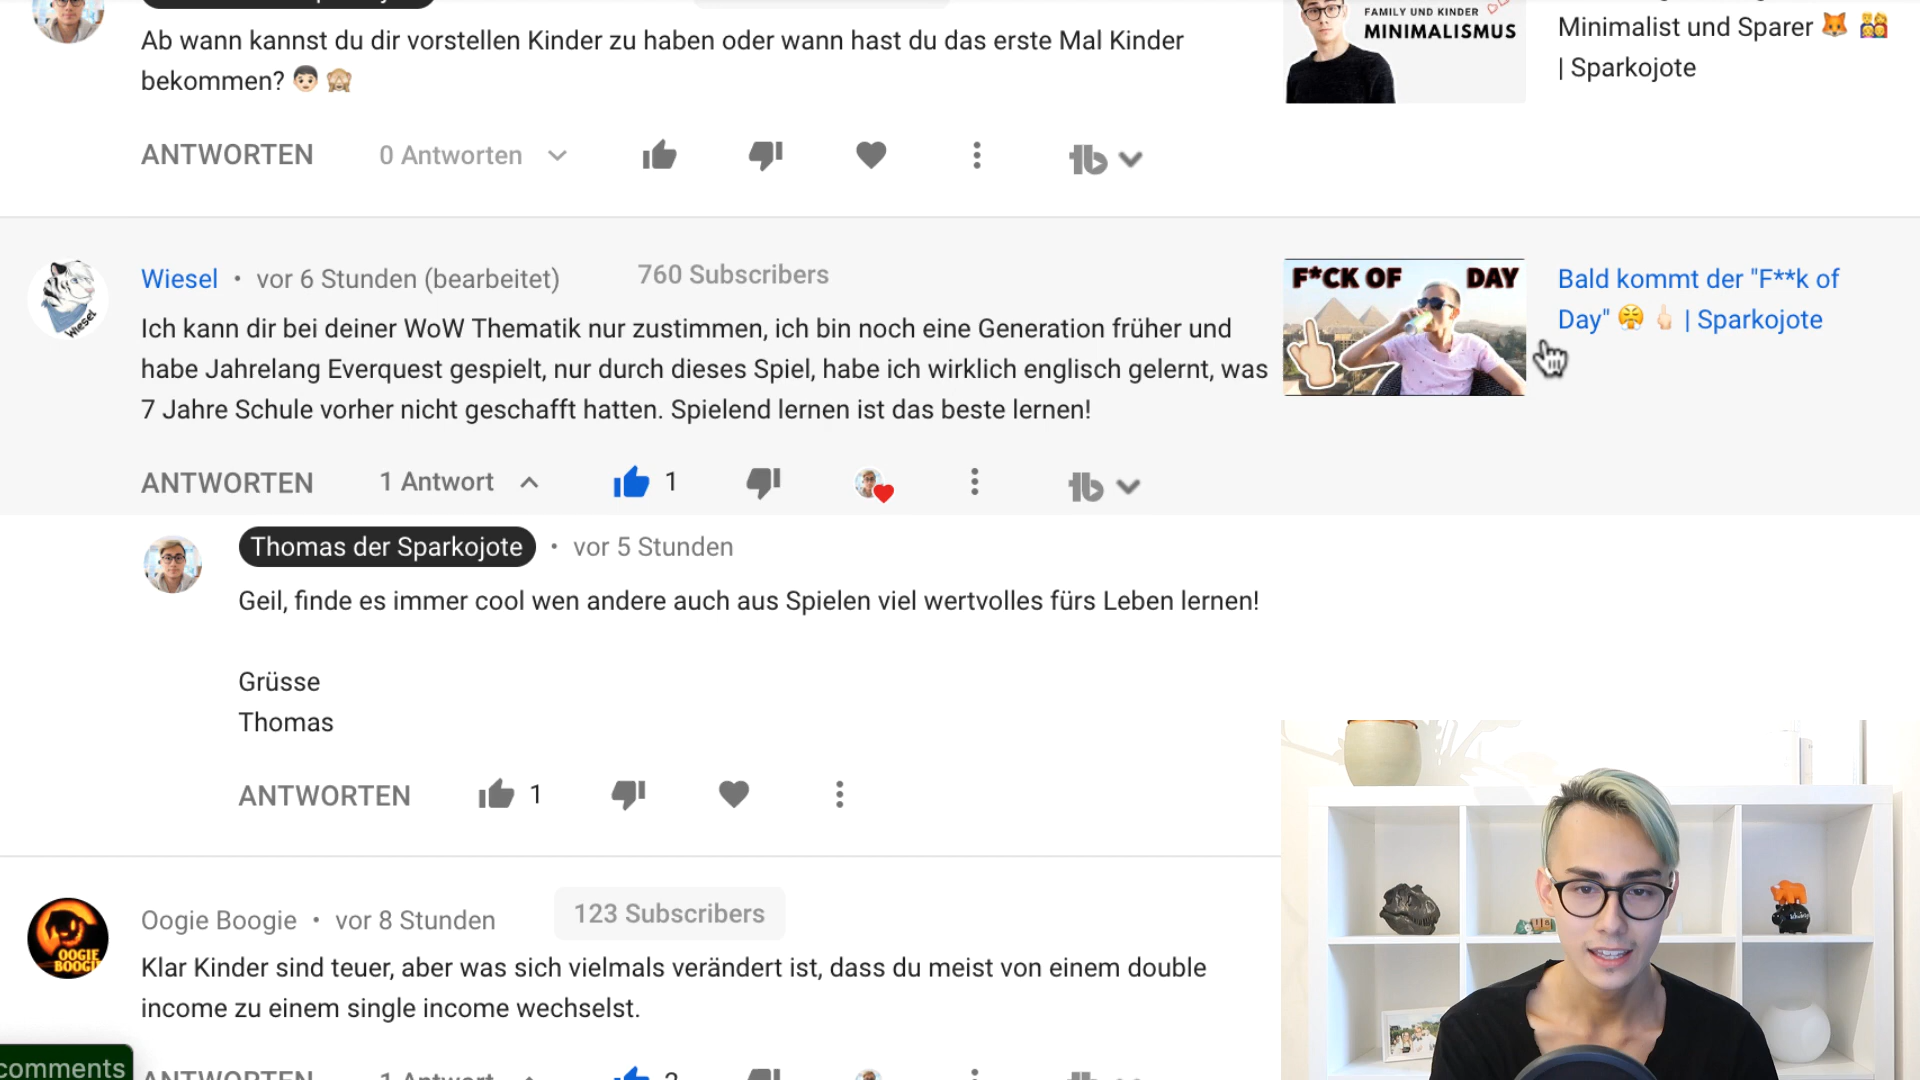 FAMILY UND KINDER
Minimalist und Sparer
Ab wann kannst du dir vorstellen Kinder zu haben oder wann hast du das erste Mal Kinder
MINIMALISMUS
| Sparkojote
bekommen?
ANTWORTEN 0 Antworten
Wiesel • vor 6 Stunden (bearbeitet) 760 Subscribers
F*CK OF DAY
Bald kommt der "F**k of
Day" | Sparkojote
Wiesel
Ich kann dir bei deiner WoW Thematik nur zustimmen, ich bin noch eine Generation früher und
habe Jahrelang Everquest gespielt, nur durch dieses Spiel, habe ich wirklich englisch gelernt, was
7 Jahre Schule vorher nicht geschafft hatten. Spielend lernen ist das beste lernen!
ANTWORTEN 1 Antwort 1
Thomas der Sparkojote • vor 5 Stunden
Geil, finde es immer cool wen andere auch aus Spielen viel wertvolles fürs Leben lernen!
Grüsse
Thomas
ANTWORTEN 1
Oogie Boogie • vor 8 Stunden 123 Subscribers
OOGIE
BOOGIE
Klar Kinder sind teuer, aber was sich vielmals verändert ist, dass du meist von einem double
income zu einem single income wechselst.
comments
ANTWORTEN 1 Antwort 2